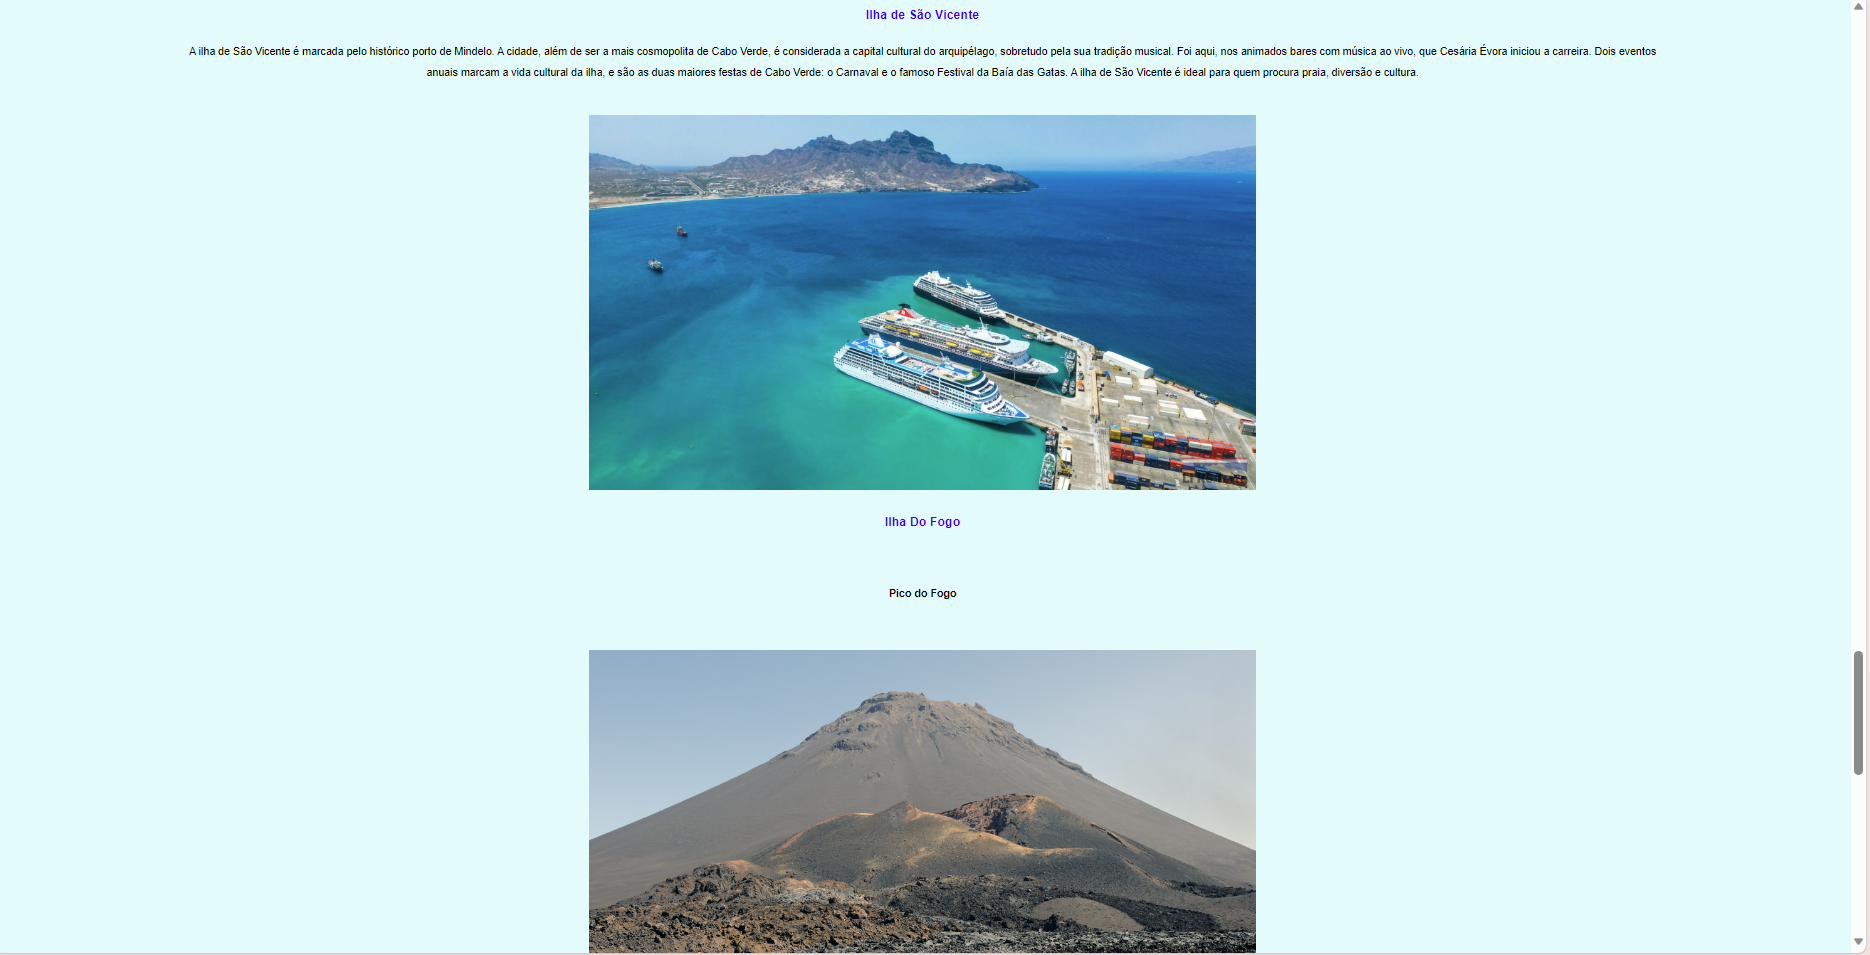 Ilha de São Vicente
A ilha de São Vicente é marcada pelo histórico porto de Mindelo. A cidade, além de ser a mais cosmopolita de Cabo Verde, é considerada a capital cultural do arquipélago, sobretudo pela sua tradição musical. Foi aqui, nos animados bares com música ao vivo, que Cesária Évora iniciou a carreira. Dois eventos
anuais marcam a vida cultural da ilha, e são as duas maiores festas de Cabo Verde: o Carnaval e o famoso Festival da Baía das Gatas. A ilha de São Vicente é ideal para quem procura praia, diversão e cultura.
Ilha Do Fogo
Pico do Fogo